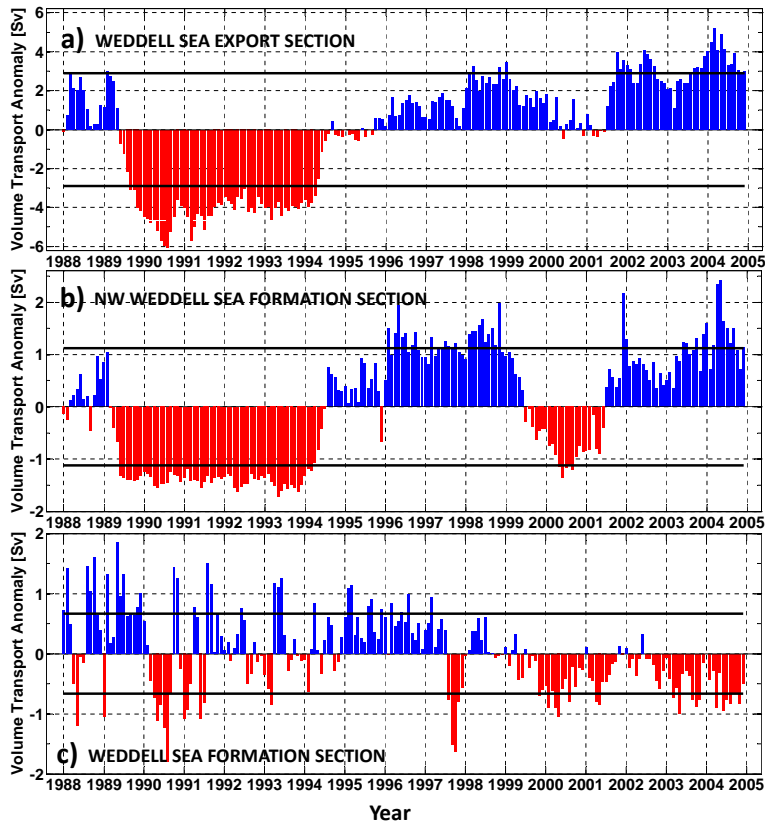 Volume Transport Anomaly [Sv]
a) WEDDELL SEA EXPORT SECTION
6
4
2
0
-2
-4
-6
1988 1989 1990 1991 1992 1993 1994 1995 1996 1997 1998 1999 2000 2001 2002 2003 2004 2005
Volume Transport Anomaly [Sv]
b) NW WEDDELL SEA FORMATION SECTION
2
1
0
-1
-2
1988 1989 1990 1991 1992 1993 1994 1995 1996 1997 1998 1999 2000 2001 2002 2003 2004 2005
Volume Transport Anomaly [Sv]
2
1
0
-1
-2
c) WEDDELL SEA FORMATION SECTION
1988 1989 1990 1991 1992 1993 1994 1995 1996 1997 1998 1999 2000 2001 2002 2003 2004 2005
Year